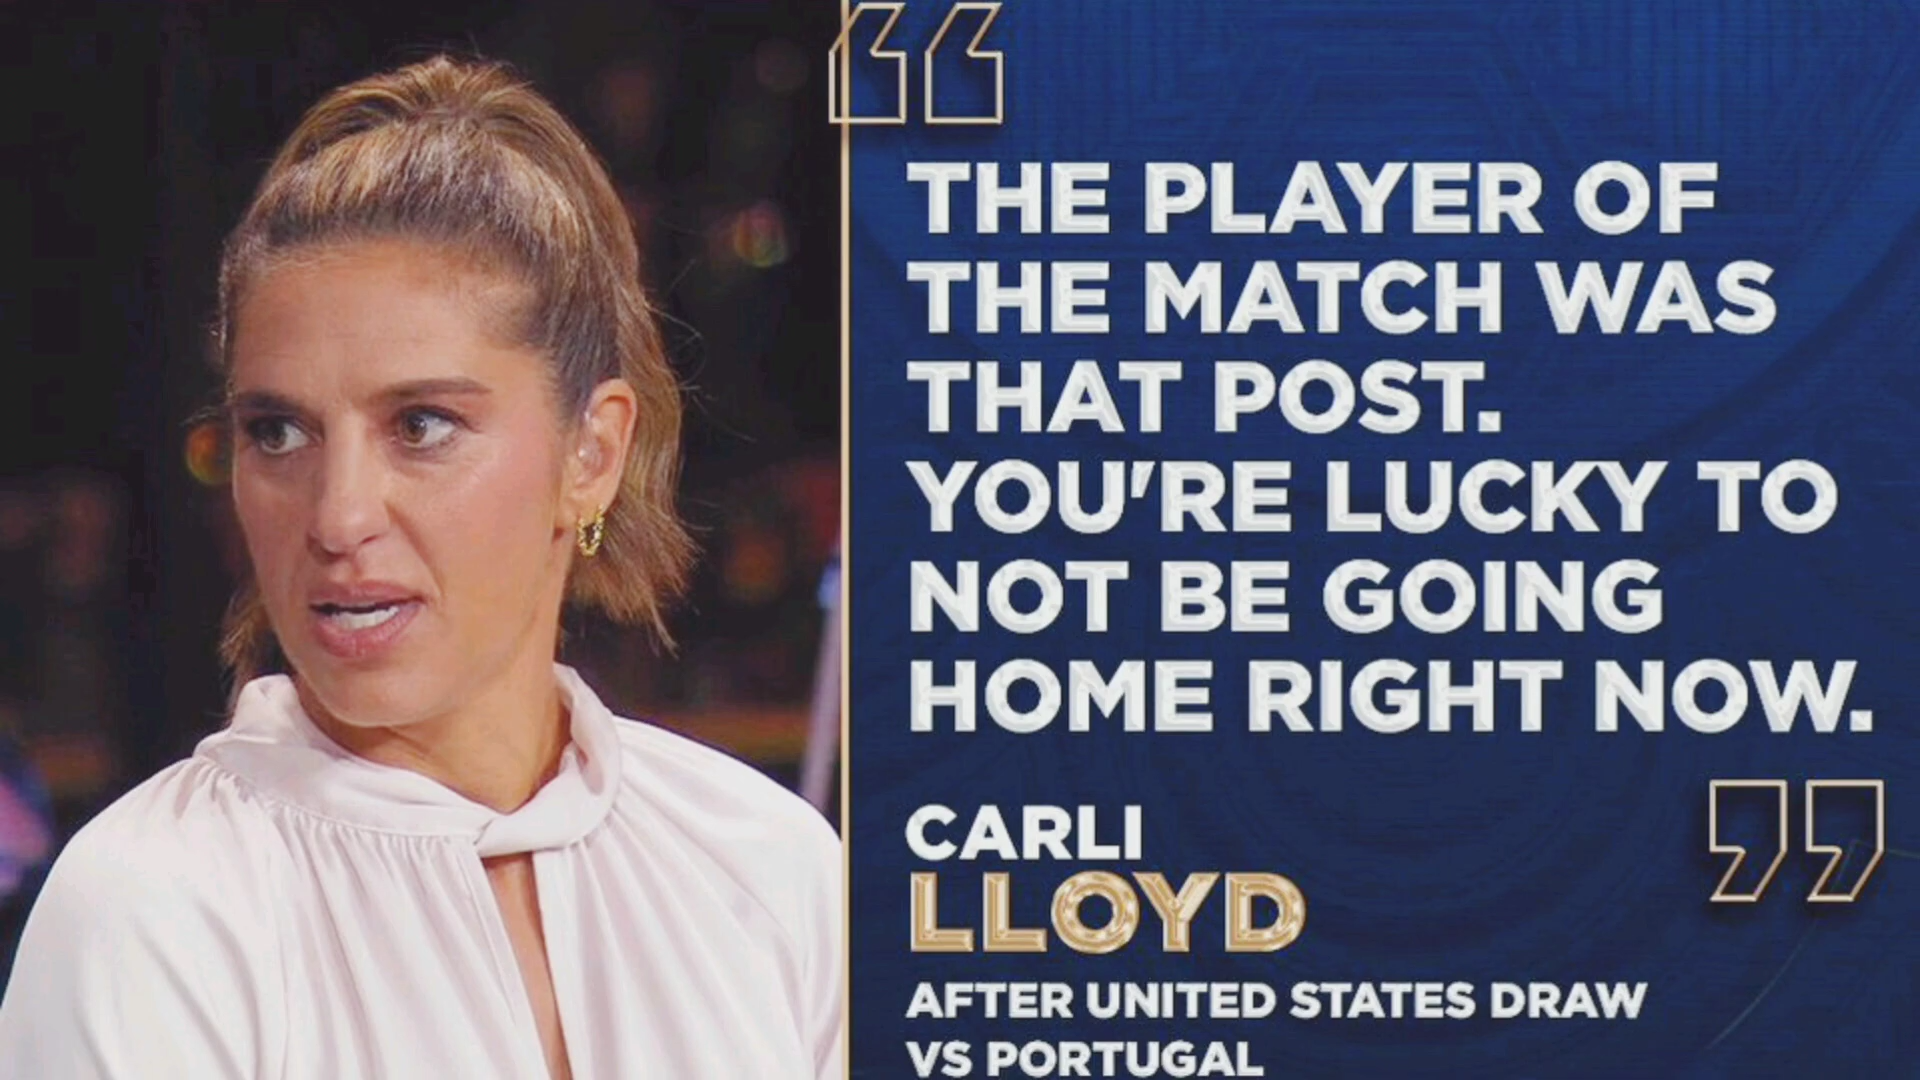 “
THE PLAYER OF
THE MATCH WAS
THAT POST.
YOU'RE LUCKY TO
NOT BE GOING
HOME RIGHT NOW.
”
CARLI
LLOYD
AFTER UNITED STATES DRAW
VS PORTUGAL